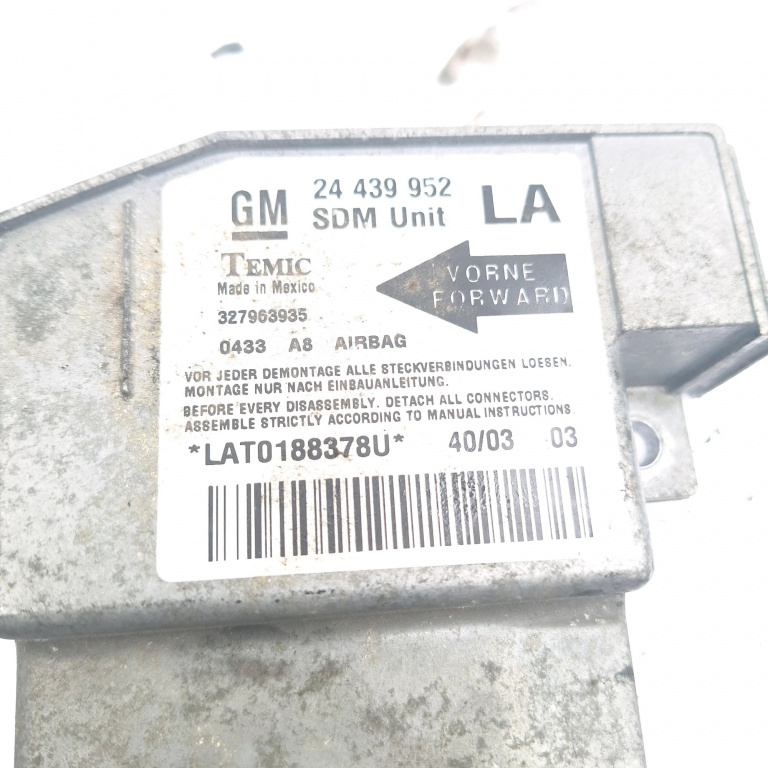 GM 24 439 952 LA
SDM Unit
TEMIC
Made in Mexico
VORNE
FORWARD
327963935
0433 A8 AIRBAG
VOR JEDER DEMONTAGE ALLE STECKVERBINDUNGEN LOESEN.
MONTAGE NUR NACH EINBAUANLEITUNG.
BEFORE EVERY DISASSEMBLY. DETACH ALL CONNECTORS.
ASSEMBLE STRICTLY ACCORDING TO MANUAL INSTRUCTIONS.
*LAT0188378U* 40/03 03